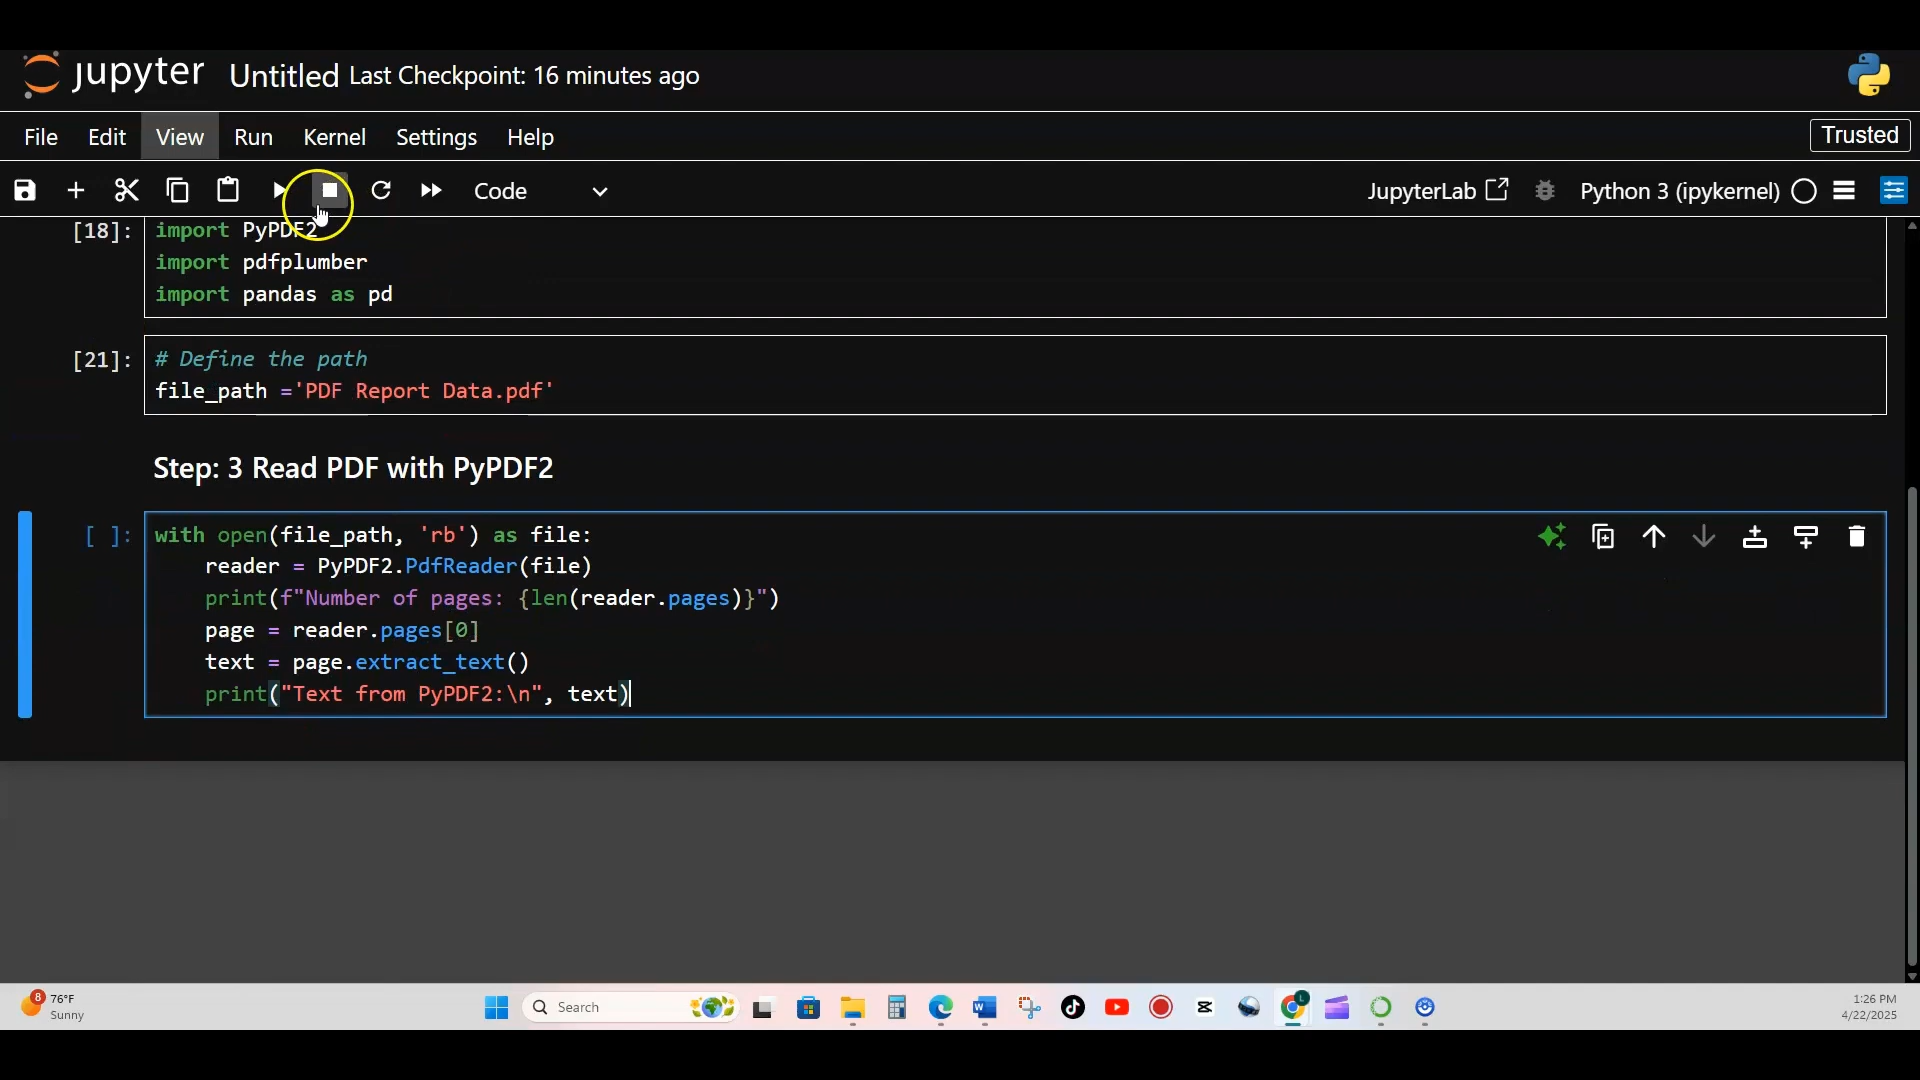 jupyter Untitled Last Checkpoint: 16 minutes ago
File Edit View Run Kernel Settings Help
Trusted
Code
JupyterLab
Python 3 (ipykernel)
[18]: import PyPDF2
import pdfplumber
import pandas as pd
[21]: # Define the path
file_path ='PDF Report Data.pdf'
Step: 3 Read PDF with PyPDF2
[ ]: with open(file_path, 'rb') as file:
reader = PyPDF2.PdfReader(file)
print(f"Number of pages: {len(reader.pages)}")
page = reader.pages[0]
text = page.extract_text()
print("Text from PyPDF2:\n", text)
8
76°F
Sunny
Search
W
L
1:26 PM
4/22/2025